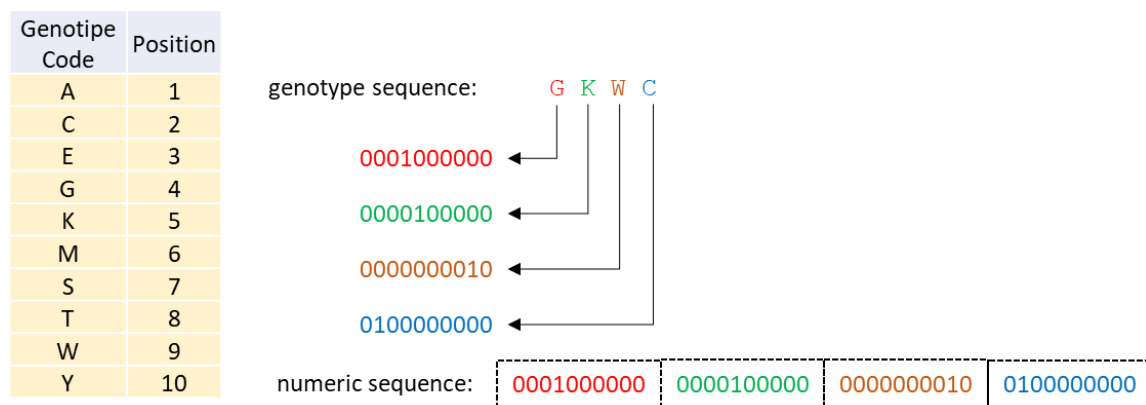 Genotipe Code Position
A 1
C 2
E 3
G 4
K 5
M 6
S 7
T 8
W 9
Y 10
genotype sequence: G K W C
0001000000
0000100000
0000000010
0100000000
numeric sequence: 0001000000 0000100000 0000000010 0100000000